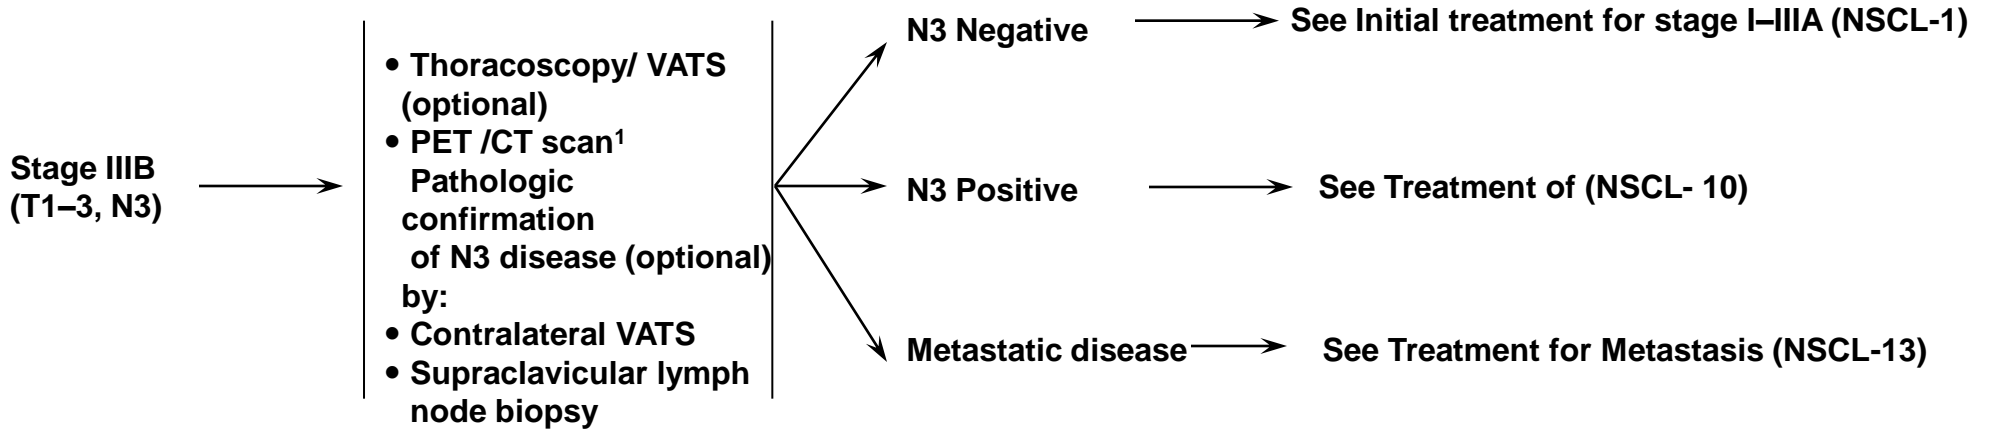 Stage IIIB
(T1–3, N3)
• Thoracoscopy/ VATS
(optional)
• PET /CT scan¹
Pathologic
confirmation
of N3 disease (optional)
by:
• Contralateral VATS
• Supraclavicular lymph
node biopsy
N3 Negative
See Initial treatment for stage I–IIIA (NSCL-1)
N3 Positive
See Treatment of (NSCL- 10)
Metastatic disease
See Treatment for Metastasis (NSCL-13)